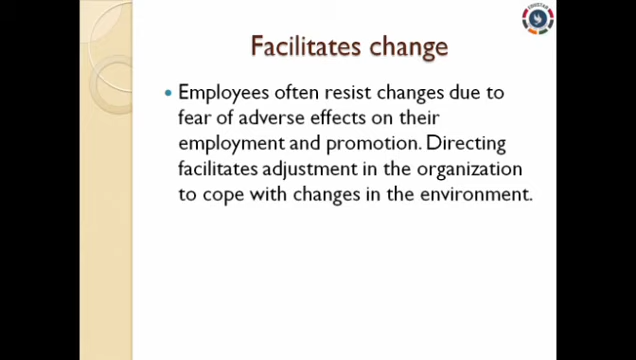 Facilitates change
Employees often resist changes due to
fear of adverse effects on their
employment and promotion. Directing
facilitates adjustment in the organization
to cope with changes in the environment.